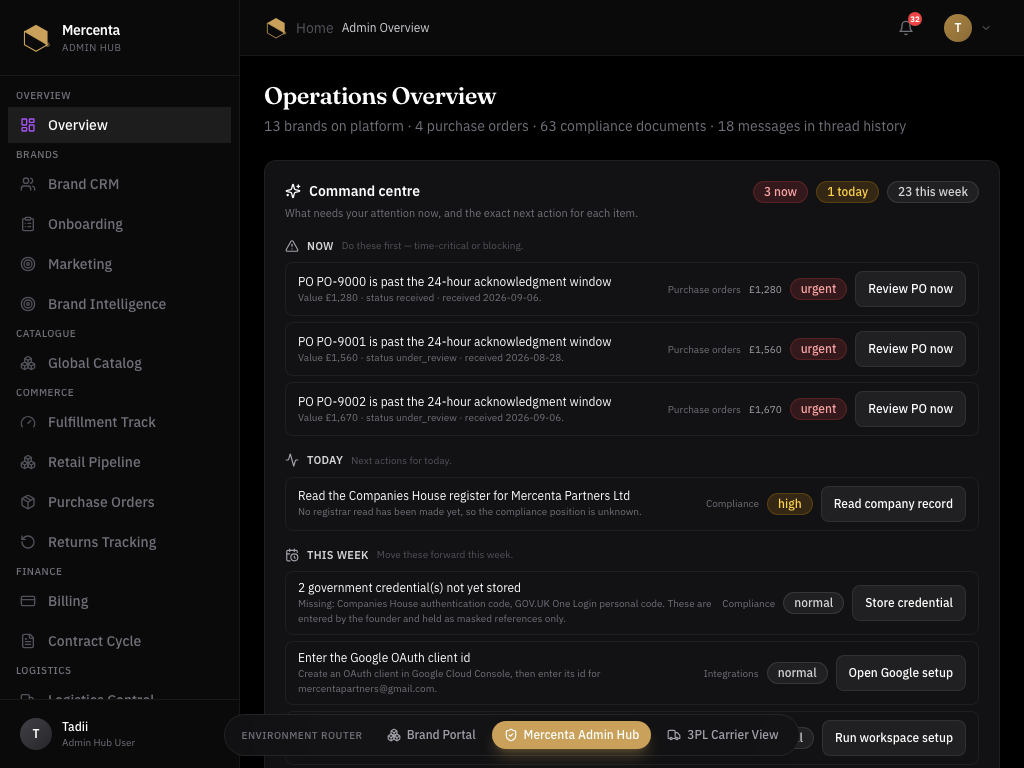 Mercenta
ADMIN HUB
OVERVIEW
Overview
BRANDS
Brand CRM
Onboarding
Marketing
Brand Intelligence
CATALOGUE
Global Catalog
COMMERCE
Fulfillment Track
Retail Pipeline
Purchase Orders
Returns Tracking
FINANCE
Billing
Contract Cycle
LOGISTICS
Logistics Control
T
Tadii
Admin Hub User
Home Admin Overview
32
T
Operations Overview
13 brands on platform · 4 purchase orders · 63 compliance documents · 18 messages in thread history
Command centre
3 now 1 today 23 this week
What needs your attention now, and the exact next action for each item.
NOW Do these first — time-critical or blocking.
PO PO-9000 is past the 24-hour acknowledgment window
Value £1,280 · status received · received 2026-09-06.
Purchase orders £1,280 urgent Review PO now
PO PO-9001 is past the 24-hour acknowledgment window
Value £1,560 · status under_review · received 2026-08-28.
Purchase orders £1,560 urgent Review PO now
PO PO-9002 is past the 24-hour acknowledgment window
Value £1,670 · status under_review · received 2026-09-06.
Purchase orders £1,670 urgent Review PO now
TODAY Next actions for today.
Read the Companies House register for Mercenta Partners Ltd
No registrar read has been made yet, so the compliance position is unknown.
Compliance high Read company record
THIS WEEK Move these forward this week.
2 government credential(s) not yet stored
Missing: Companies House authentication code, GOV.UK One Login personal code. These are
entered by the founder and held as masked references only.
Compliance normal Store credential
Enter the Google OAuth client id
Create an OAuth client in Google Cloud Console, then enter its id for
mercentapartners@gmail.com.
Integrations normal Open Google setup
Run workspace setup
ENVIRONMENT ROUTER Brand Portal Mercenta Admin Hub 3PL Carrier View